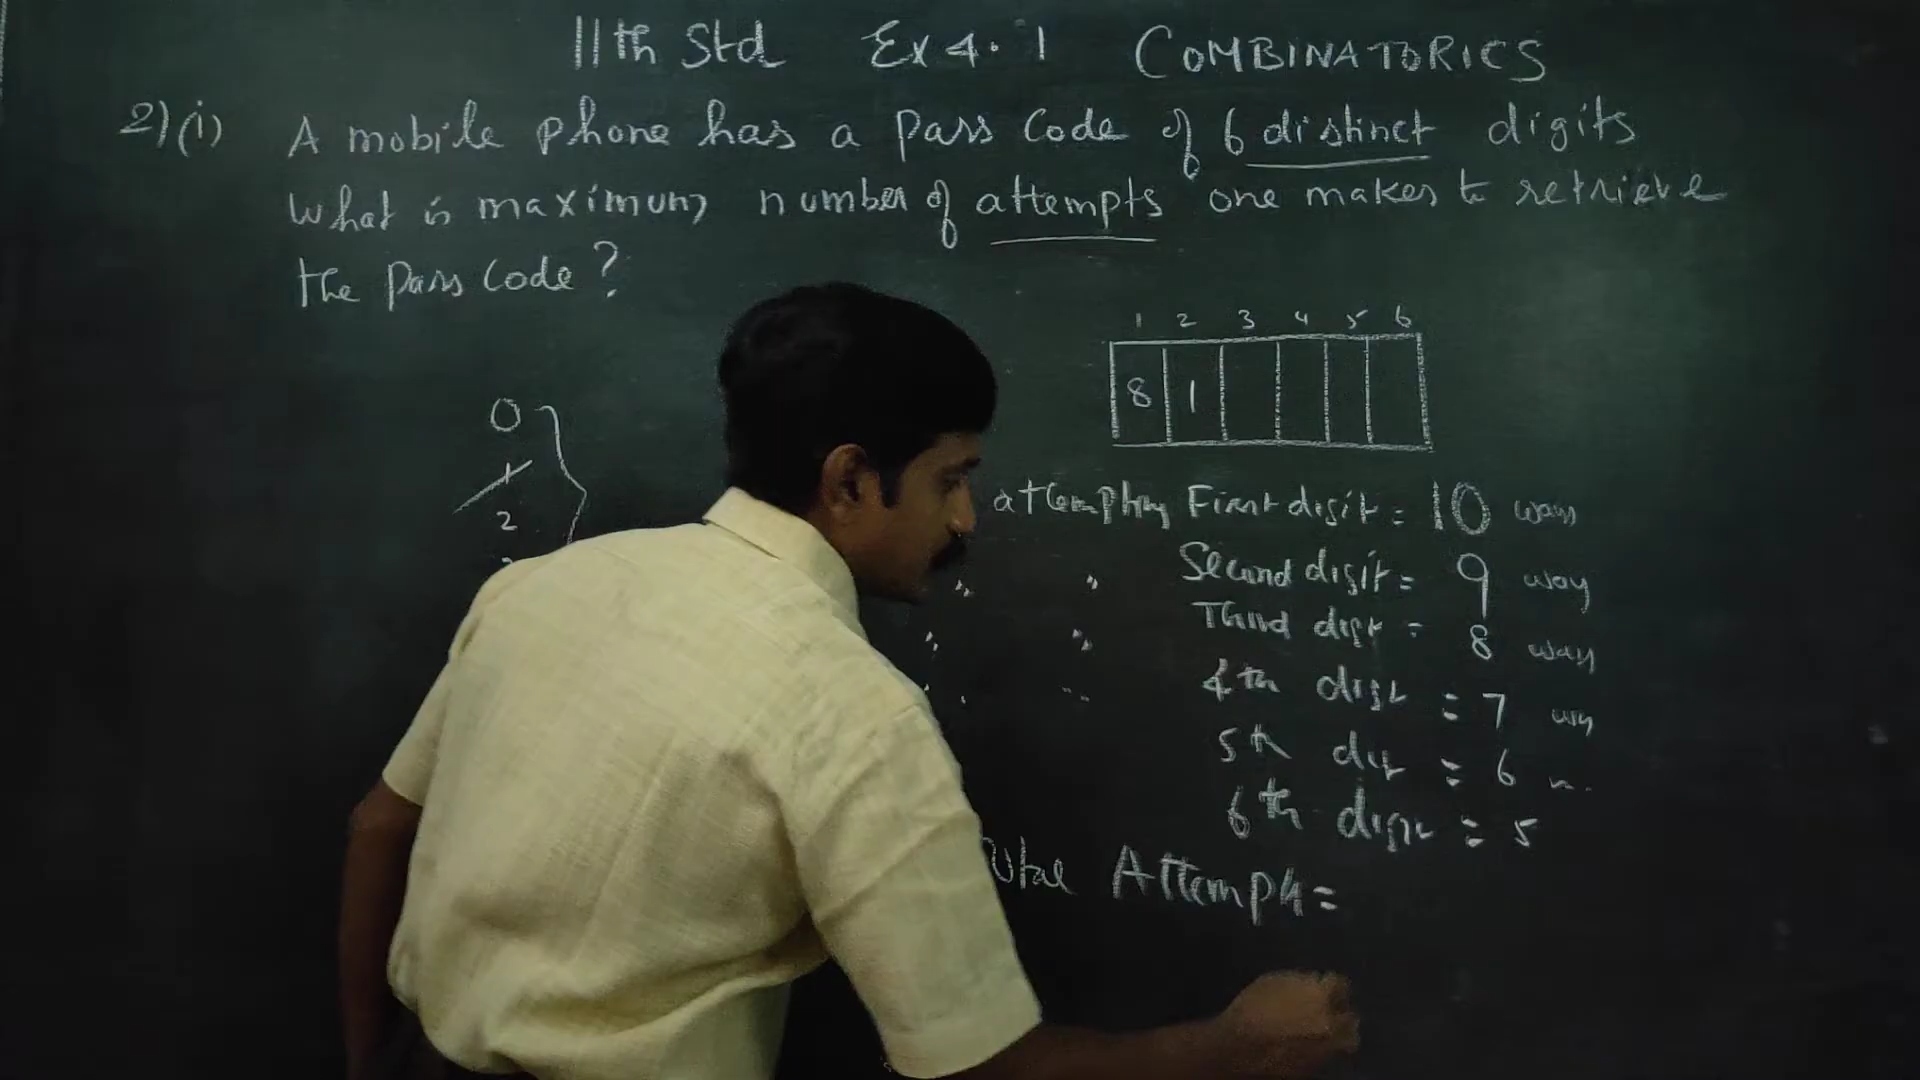 11th Std Ex 4.1 COMBINATORICS
2)(i) A mobile phone has a pass code of 6 distinct digits
What is maximum number of attempts one makes to retrieve
the pass code?
1 2 3 4 5 6
8 1
0
1
2
First digit = 10 ways
Second digit = 9 way
Third digit = 8 way
4th digit = 7
5th = 6
6th digit = 5
Attempts =